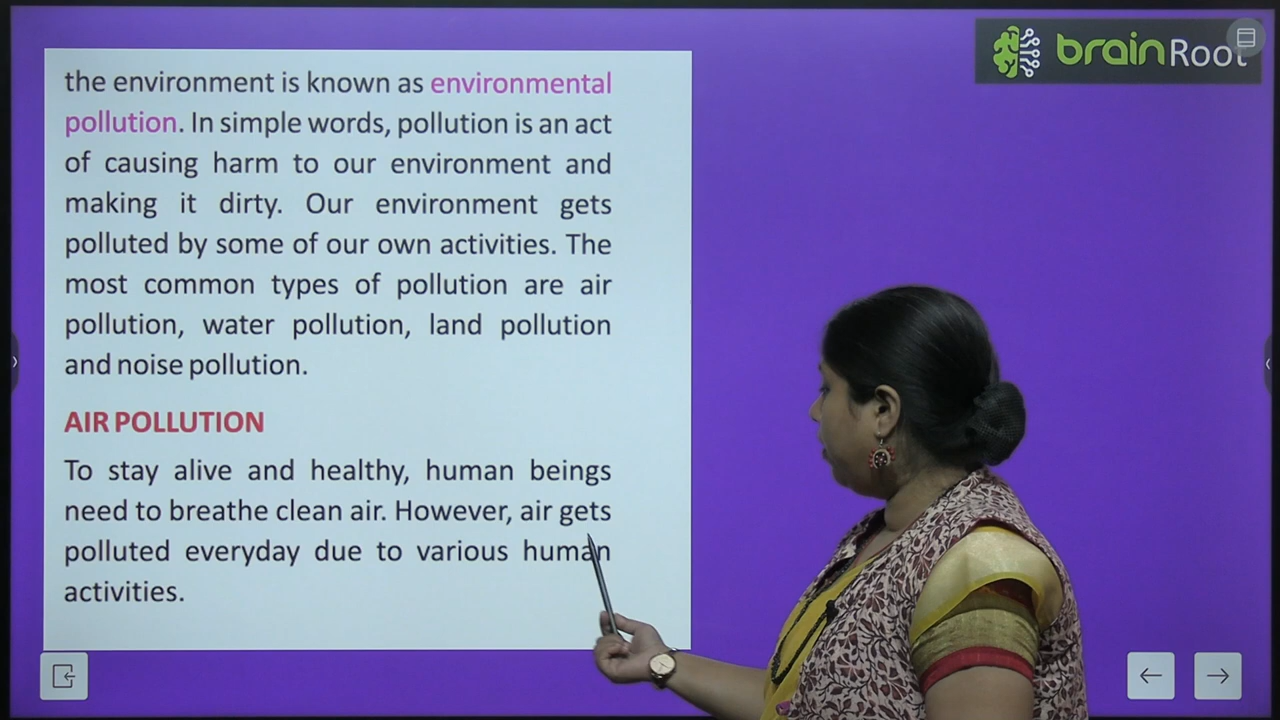 brainRoot
the environment is known as environmental
pollution. In simple words, pollution is an act
of causing harm to our environment and
making it dirty. Our environment gets
polluted by some of our own activities. The
most common types of pollution are air
pollution, water pollution, land pollution
and noise pollution.
AIR POLLUTION
To stay alive and healthy, human beings
need to breathe clean air. However, air gets
polluted everyday due to various human
activities.